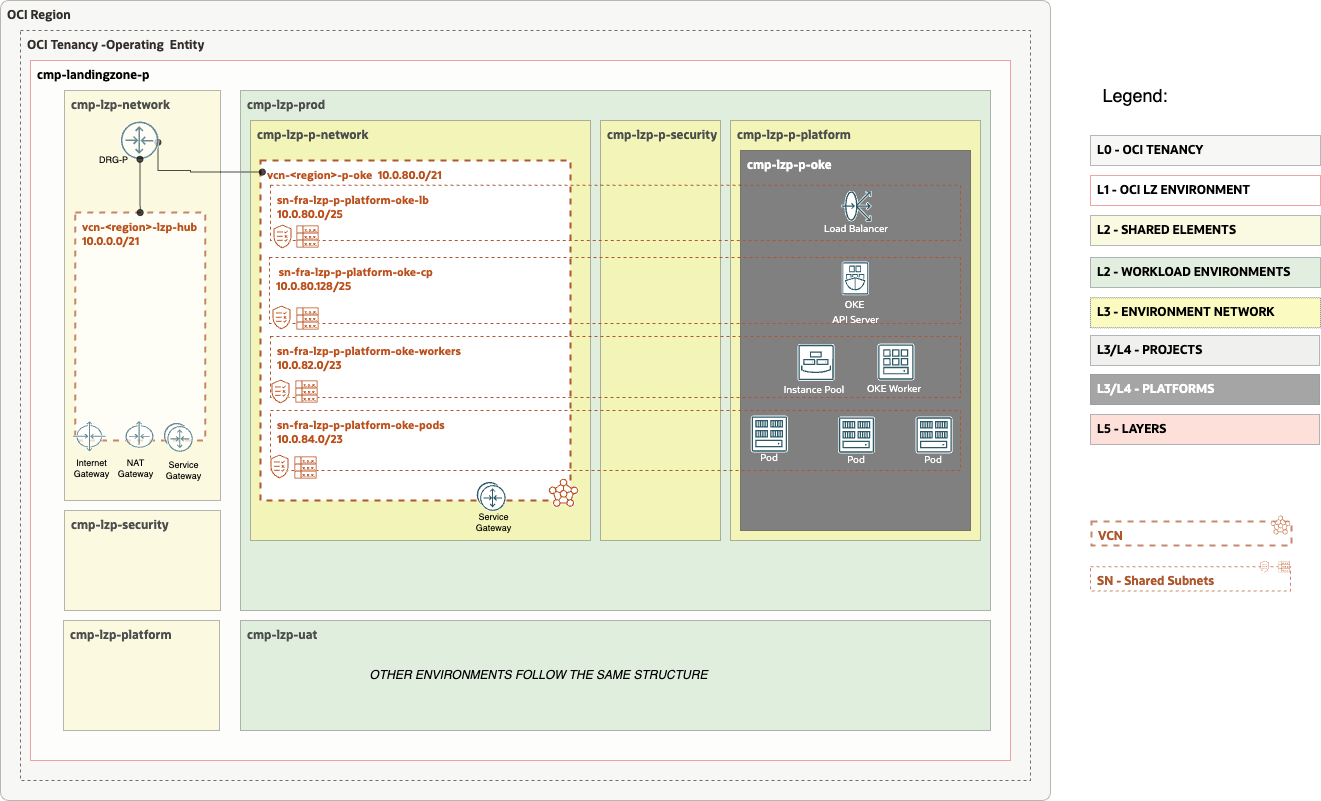 OCI Region
OCI Tenancy -Operating Entity
cmp-landingzone-p
cmp-lzp-network
DRG-P
vcn-<region>-lzp-hub
10.0.0.0/21
Internet
Gateway
NAT
Gateway
Service
Gateway
cmp-lzp-security
cmp-lzp-platform
cmp-lzp-prod
cmp-lzp-p-network
vcn-<region>-p-oke 10.0.80.0/21
sn-fra-lzp-p-platform-oke-lb
10.0.80.0/25
sn-fra-lzp-p-platform-oke-cp
10.0.80.128/25
sn-fra-lzp-p-platform-oke-workers
10.0.82.0/23
sn-fra-lzp-p-platform-oke-pods
10.0.84.0/23
Service
Gateway
cmp-lzp-p-security
cmp-lzp-p-platform
cmp-lzp-p-oke
Load Balancer
OKE
API Server
Instance Pool
OKE Worker
Pod
Pod
Pod
cmp-lzp-uat
OTHER ENVIRONMENTS FOLLOW THE SAME STRUCTURE
Legend:
L0 - OCI TENANCY
L1 - OCI LZ ENVIRONMENT
L2 - SHARED ELEMENTS
L2 - WORKLOAD ENVIRONMENTS
L3 - ENVIRONMENT NETWORK
L3/L4 - PROJECTS
L3/L4 - PLATFORMS
L5 - LAYERS
VCN
SN - Shared Subnets